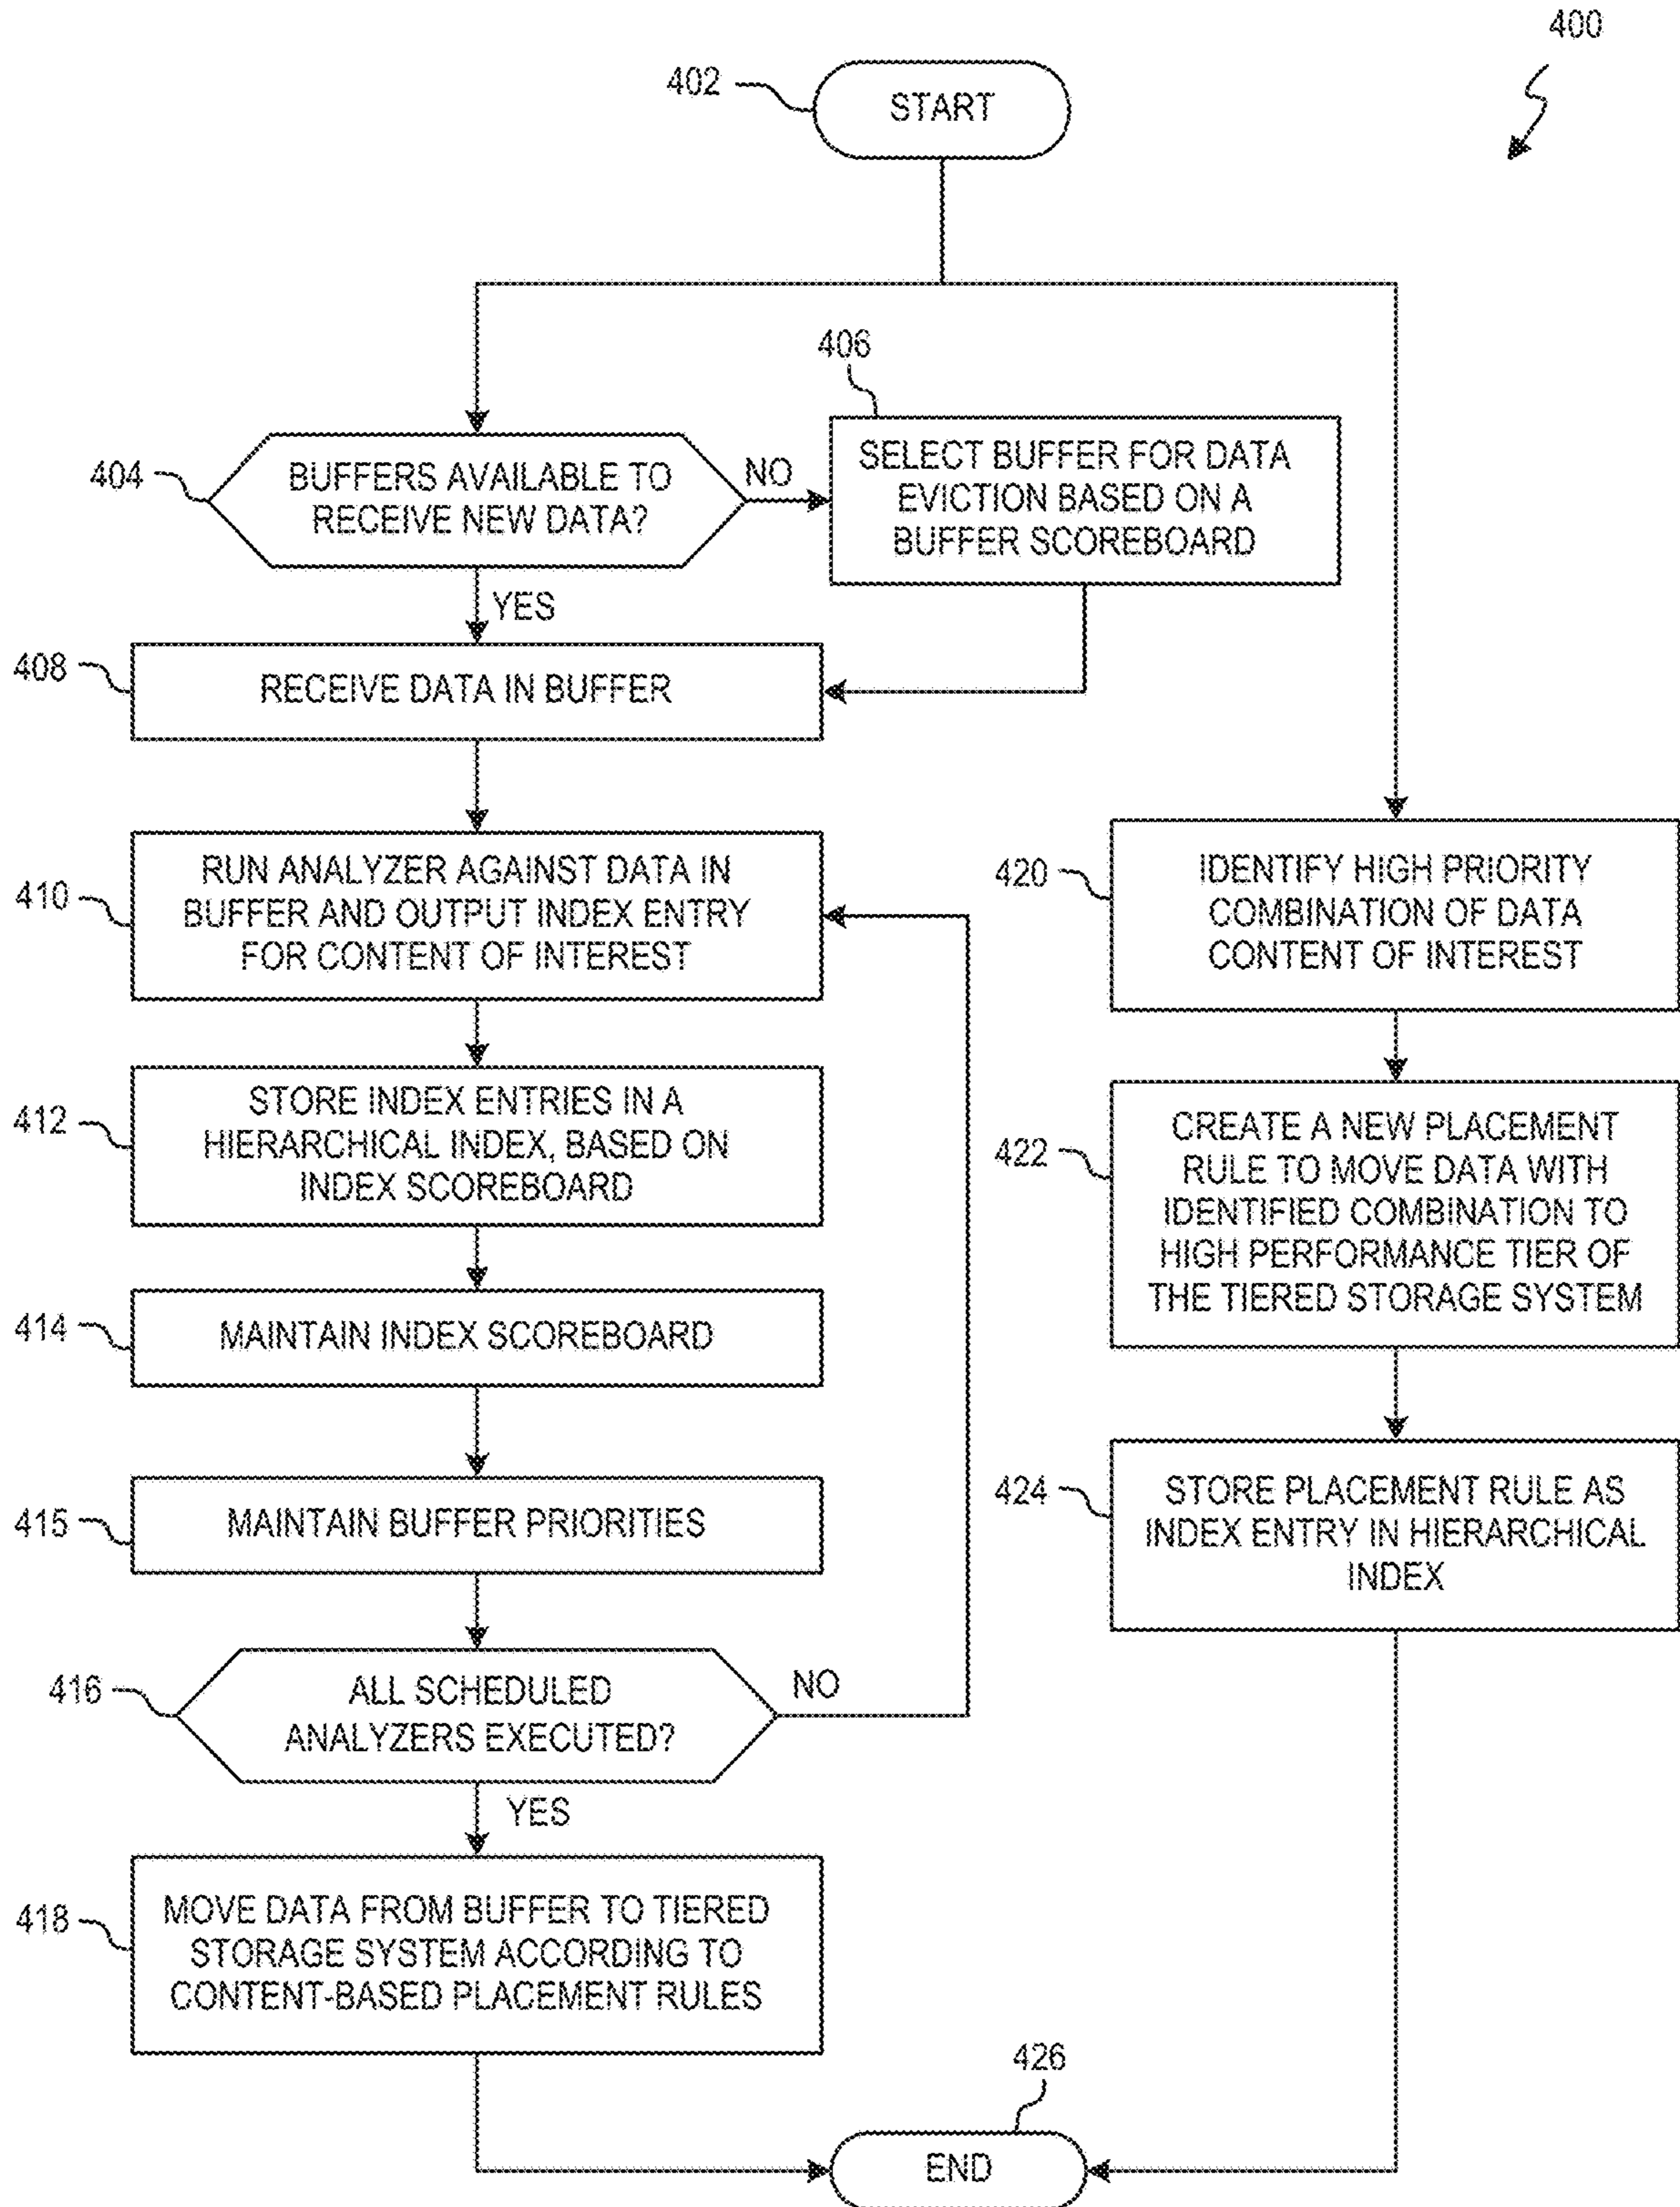 400
402
START
406
404
BUFFERS AVAILABLE TO
RECEIVE NEW DATA?
NO
SELECT BUFFER FOR DATA
EVICTION BASED ON A
BUFFER SCOREBOARD
YES
408
RECEIVE DATA IN BUFFER
410
RUN ANALYZER AGAINST DATA IN
BUFFER AND OUTPUT INDEX ENTRY
FOR CONTENT OF INTEREST
412
STORE INDEX ENTRIES IN A
HIERARCHICAL INDEX, BASED ON
INDEX SCOREBOARD
414
MAINTAIN INDEX SCOREBOARD
415
MAINTAIN BUFFER PRIORITIES
416
ALL SCHEDULED
ANALYZERS EXECUTED?
NO
YES
418
MOVE DATA FROM BUFFER TO TIERED
STORAGE SYSTEM ACCORDING TO
CONTENT-BASED PLACEMENT RULES
420
IDENTIFY HIGH PRIORITY
COMBINATION OF DATA
CONTENT OF INTEREST
422
CREATE A NEW PLACEMENT
RULE TO MOVE DATA WITH
IDENTIFIED COMBINATION TO
HIGH PERFORMANCE TIER OF
THE TIERED STORAGE SYSTEM
424
STORE PLACEMENT RULE AS
INDEX ENTRY IN HIERARCHICAL
INDEX
426
END